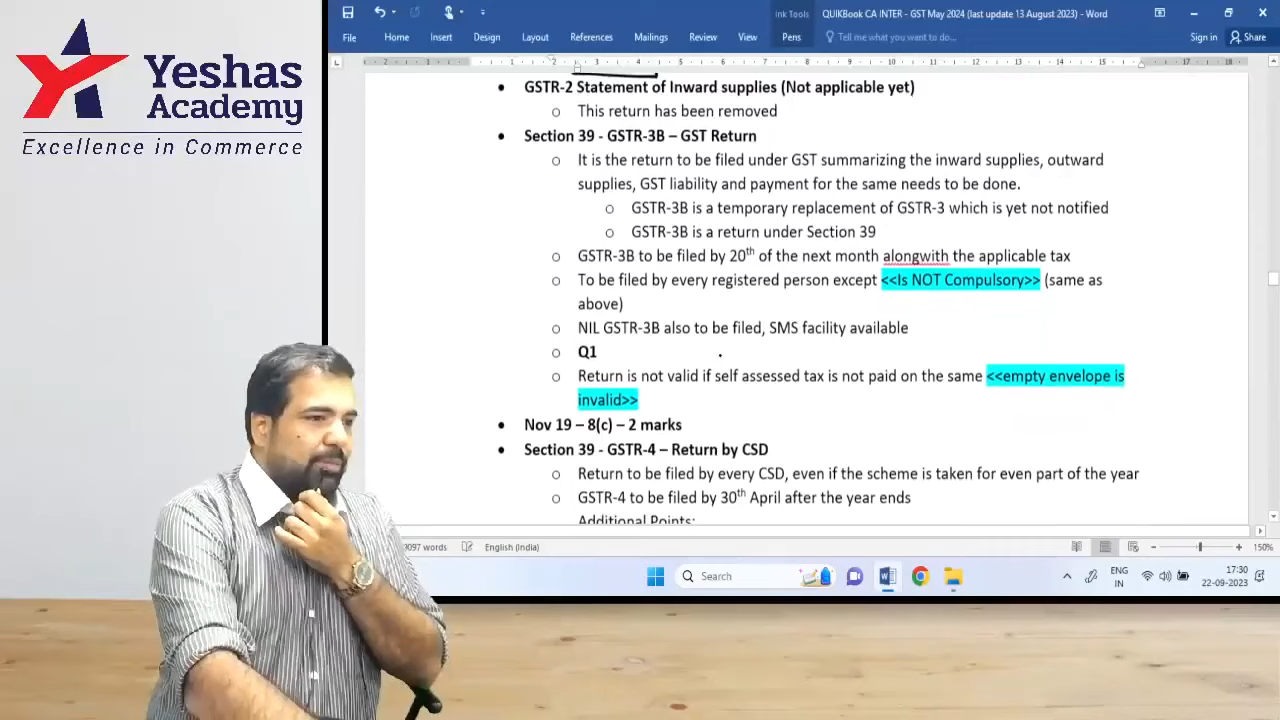 Yeshas
Academy
Excellence in Commerce
Ink Tools
QUIKBook CA INTER - GST May 2024 (last update 13 August 2023) - Word
File Home Insert Design Layout References Mailings Review View Pens Tell me what you want to do... Sign in Share
GSTR-2 Statement of Inward supplies (Not applicable yet)
This return has been removed
Section 39 - GSTR-3B – GST Return
It is the return to be filed under GST summarizing the inward supplies, outward
supplies, GST liability and payment for the same needs to be done.
GSTR-3B is a temporary replacement of GSTR-3 which is yet not notified
GSTR-3B is a return under Section 39
GSTR-3B to be filed by 20th of the next month alongwith the applicable tax
To be filed by every registered person except <<Is NOT Compulsory>> (same as
above)
NIL GSTR-3B also to be filed, SMS facility available
Q1
Return is not valid if self assessed tax is not paid on the same <<empty envelope is
invalid>>
Nov 19 – 8(c) – 2 marks
Section 39 - GSTR-4 – Return by CSD
Return to be filed by every CSD, even if the scheme is taken for even part of the year
GSTR-4 to be filed by 30th April after the year ends
Additional Points:
9097 words English (India) 150%
Search
ENG
IN
17:30
22-09-2023